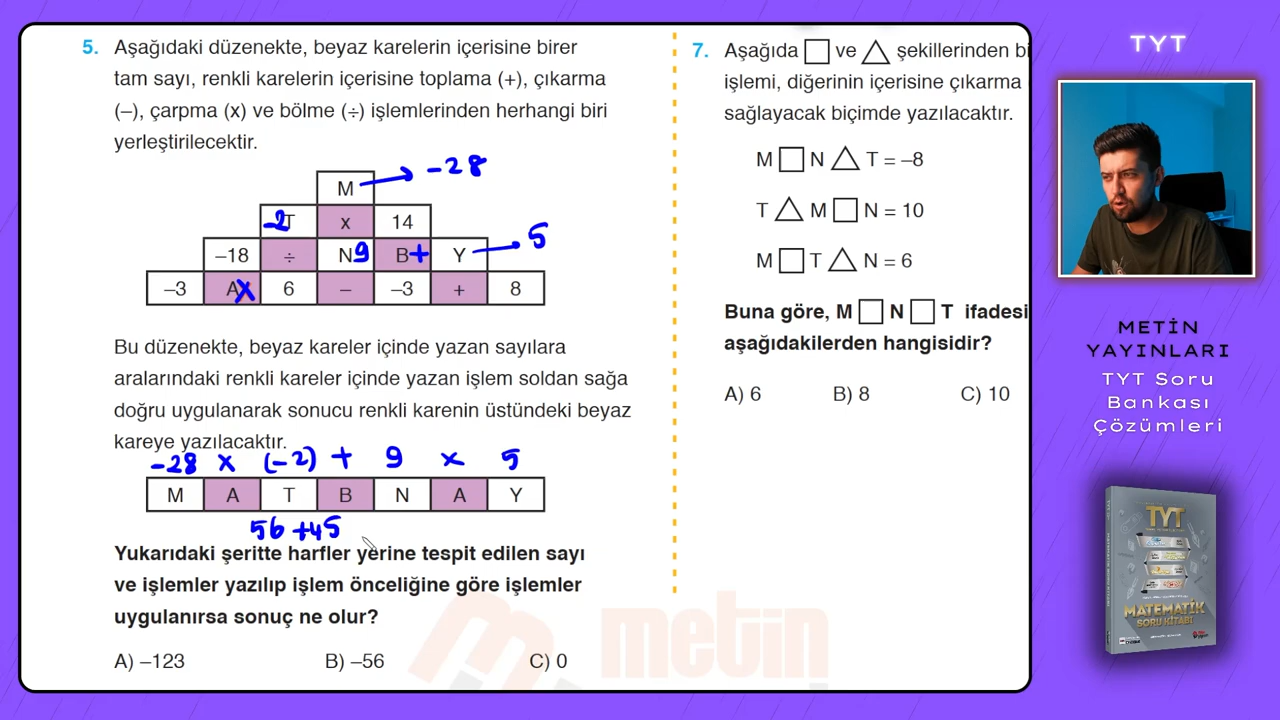 TYT
5. Aşağıdaki düzenekte, beyaz karelerin içerisine birer
tam sayı, renkli karelerin içerisine toplama (+), çıkarma
(–), çarpma (x) ve bölme (÷) işlemlerinden herhangi biri
yerleştirilecektir.
M → -28
-2 T x 14
–18 ÷ N 9 B + Y → 5
–3 A x 6 – –3 + 8
Bu düzenekte, beyaz kareler içinde yazan sayılara
aralarındaki renkli kareler içinde yazan işlem soldan sağa
doğru uygulanarak sonucu renkli karenin üstündeki beyaz
kareye yazılacaktır.
-28 x (-2) + 9 x 5
M A T B N A Y
56 +45
Yukarıdaki şeritte harfler yerine tespit edilen sayı
ve işlemler yazılıp işlem önceliğine göre işlemler
uygulanırsa sonuç ne olur?
A) –123 B) –56 C) 0
7. Aşağıda □ ve △ şekillerinden bi
işlemi, diğerinin içerisine çıkarma
sağlayacak biçimde yazılacaktır.
M □ N △ T = –8
T △ M □ N = 10
M □ T △ N = 6
Buna göre, M □ N □ T ifadesi
aşağıdakilerden hangisidir?
A) 6 B) 8 C) 10
metin
METİN
YAYINLARI
TYT Soru
Bankası
Çözümleri
TYT
MATEMATİK
SORU KİTABI